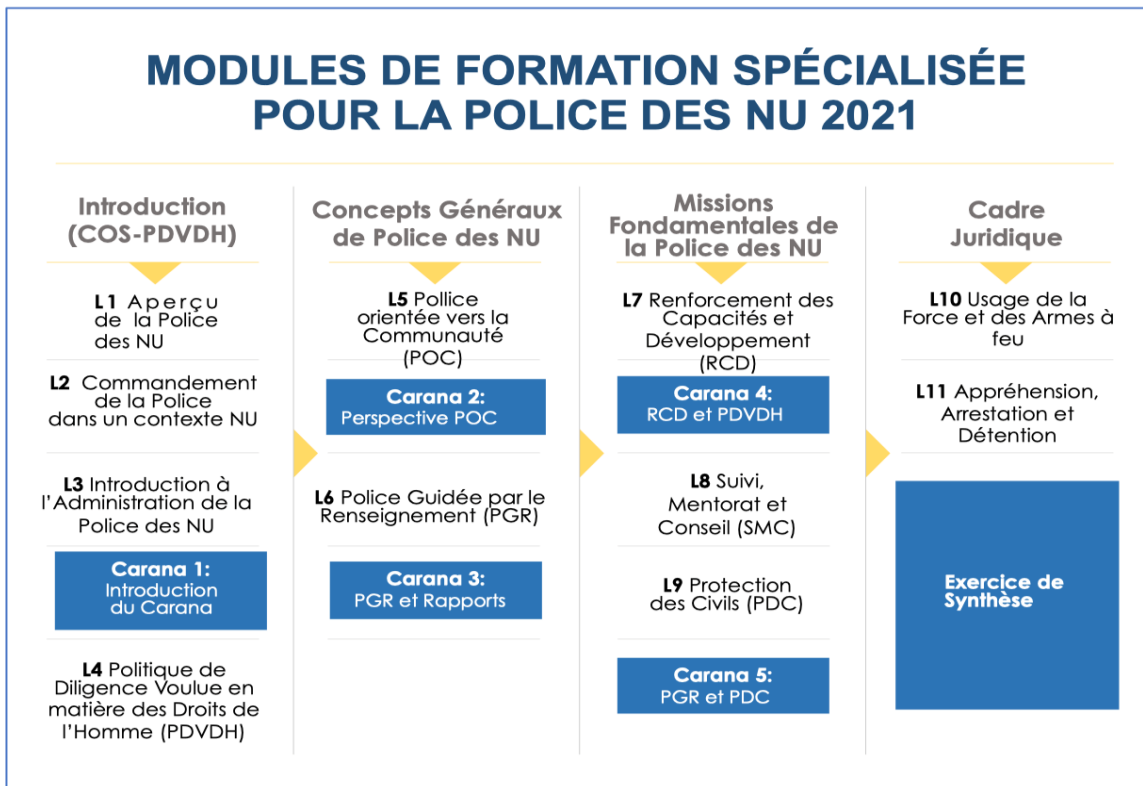 MODULES DE FORMATION SPÉCIALISÉE
POUR LA POLICE DES NU 2021
Introduction
(COS-PDVDH)
L1 Aperçu
de la Police
des NU
L2 Commandement
de la Police
dans un contexte NU
L3 Introduction à
l'Administration de la
Police des NU
Carana 1:
Introduction
du Carana
L4 Politique de
Diligence Voulue en
matière des Droits de
l'Homme (PDVDH)
Concepts Généraux
de Police des NU
L5 Pollice
orientée vers la
Communauté
(POC)
Carana 2:
Perspective POC
L6 Police Guidée par le
Renseignement (PGR)
Carana 3:
PGR et Rapports
Missions
Fondamentales de
la Police des NU
L7 Renforcement des
Capacités et
Développement
(RCD)
Carana 4:
RCD et PDVDH
L8 Suivi,
Mentorat et
Conseil (SMC)
L9 Protection
des Civils (PDC)
Carana 5:
PGR et PDC
Cadre
Juridique
L10 Usage de la
Force et des Armes à
feu
L11 Appréhension,
Arrestation et
Détention
Exercice de
Synthèse